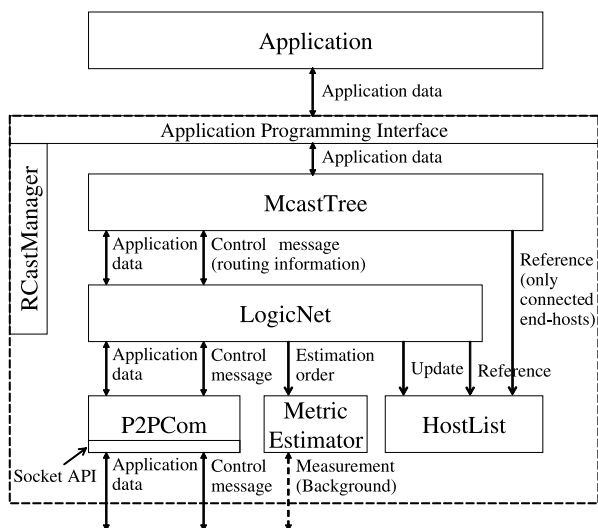 Application
Application data
Application Programming Interface
Application data
RCastManager
McastTree
Application
data
Control message
(routing information)
Reference
(only
connected
end-hosts)
LogicNet
Application
data
Control
message
Estimation
order
Update
Reference
P2PCom
Metric
Estimator
HostList
Socket API
Application
data
Control
message
Measurement
(Background)